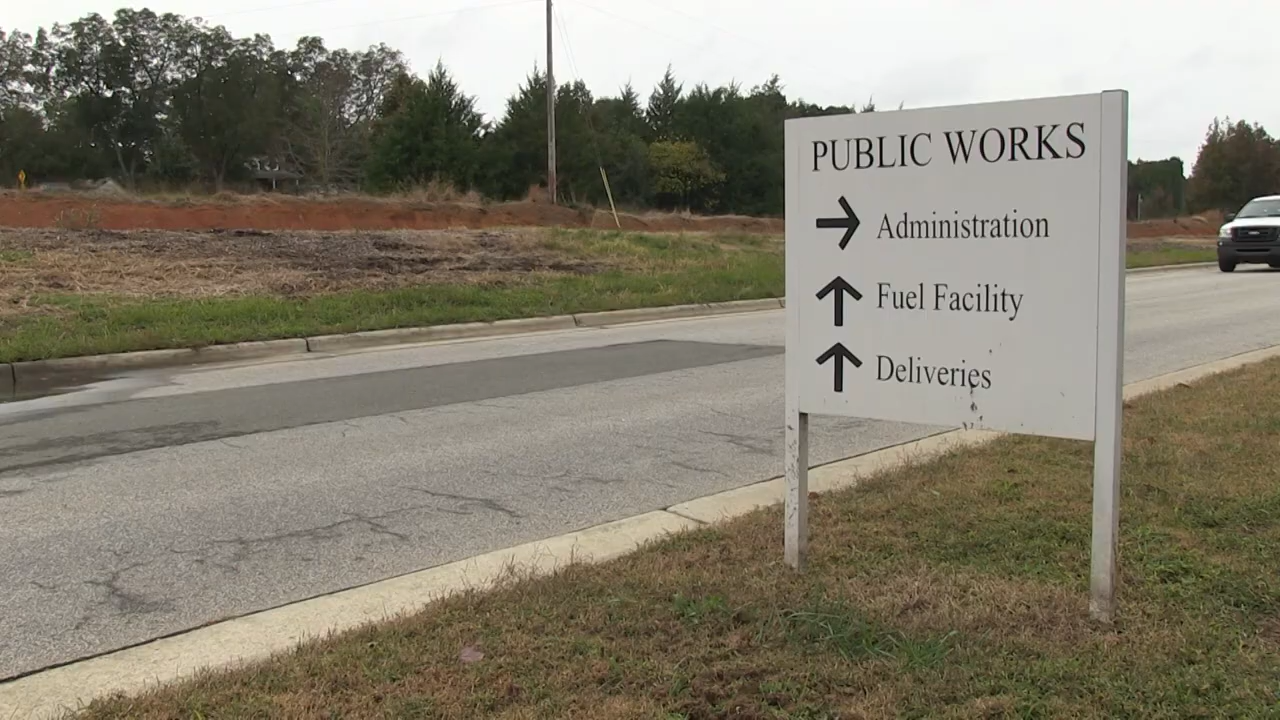 PUBLIC WORKS
→ Administration
↑ Fuel Facility
↑ Deliveries